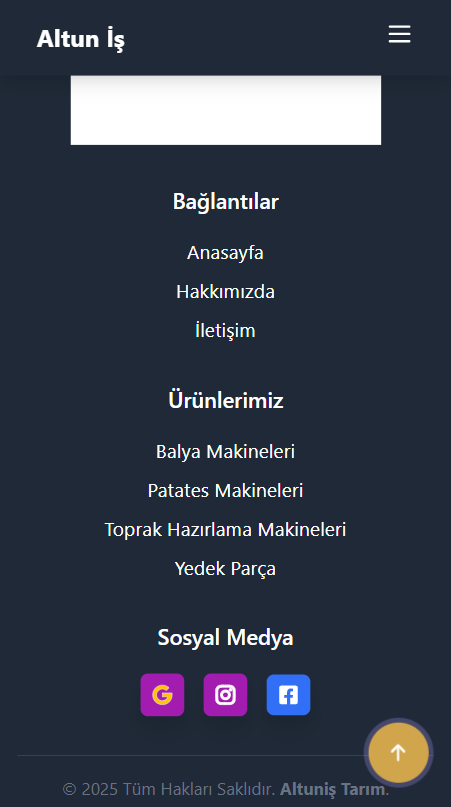 Altun İş
Bağlantılar
Anasayfa
Hakkımızda
İletişim
Ürünlerimiz
Balya Makineleri
Patates Makineleri
Toprak Hazırlama Makineleri
Yedek Parça
Sosyal Medya
© 2025 Tüm Hakları Saklıdır. Altuniş Tarım.